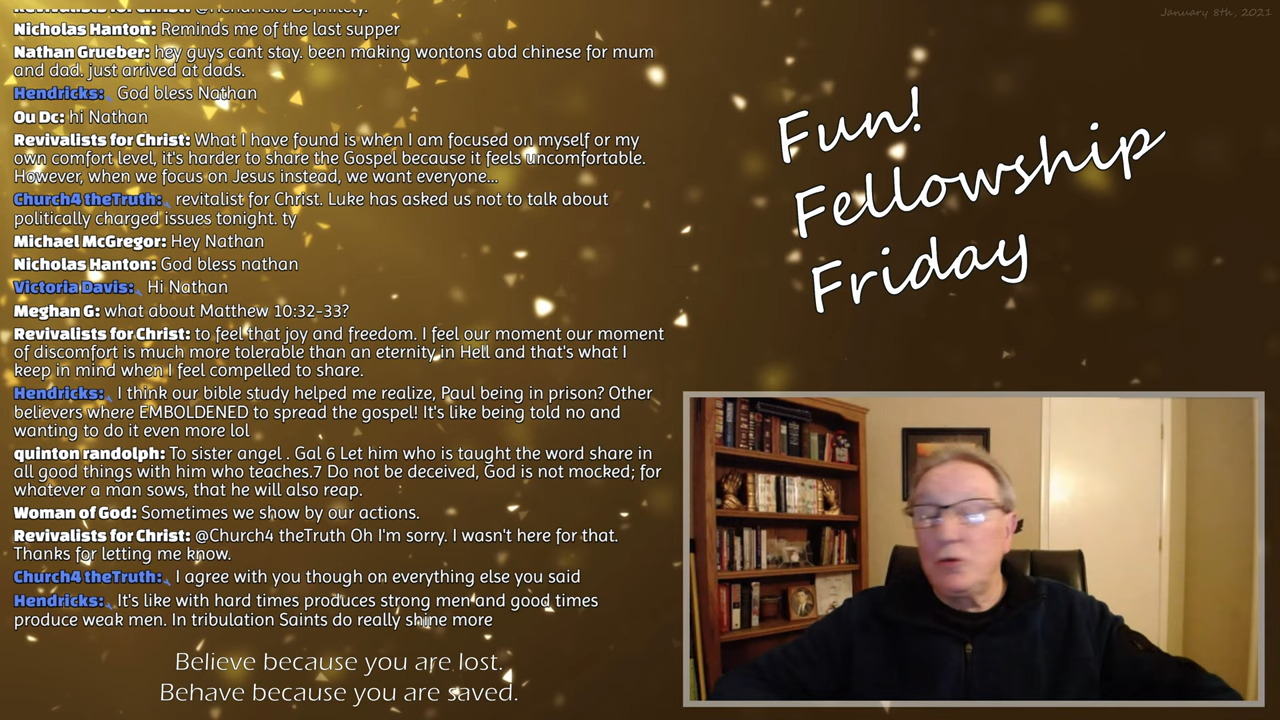 Revivalists for Christ: @Hendricks Definitely.
Nicholas Hanton: Reminds me of the last supper
Nathan Grueber: hey guys cant stay. been making wontons abd chinese for mum
and dad. just arrived at dads.
Hendricks: God bless Nathan
Ou Dc: hi Nathan
Revivalists for Christ: What I have found is when I am focused on myself or my
own comfort level, it's harder to share the Gospel because it feels uncomfortable.
However, when we focus on Jesus instead, we want everyone...
Church4 theTruth: revitalist for Christ. Luke has asked us not to talk about
politically charged issues tonight. ty
Michael McGregor: Hey Nathan
Nicholas Hanton: God bless nathan
Victoria Davis: Hi Nathan
Meghan G: what about Matthew 10:32-33?
Revivalists for Christ: to feel that joy and freedom. I feel our moment our moment
of discomfort is much more tolerable than an eternity in Hell and that's what I
keep in mind when I feel compelled to share.
Hendricks: I think our bible study helped me realize, Paul being in prison? Other
believers where EMBOLDENED to spread the gospel! It's like being told no and
wanting to do it even more lol
quinton randolph: To sister angel . Gal 6 Let him who is taught the word share in
all good things with him who teaches.7 Do not be deceived, God is not mocked; for
whatever a man sows, that he will also reap.
Woman of God: Sometimes we show by our actions.
Revivalists for Christ: @Church4 theTruth Oh I'm sorry. I wasn't here for that.
Thanks for letting me know.
Church4 theTruth: I agree with you though on everything else you said
Hendricks: It's like with hard times produces strong men and good times
produce weak men. In tribulation Saints do really shine more
Believe because you are lost.
Behave because you are saved.
January 8th, 2021
Fun!
Fellowship
Friday